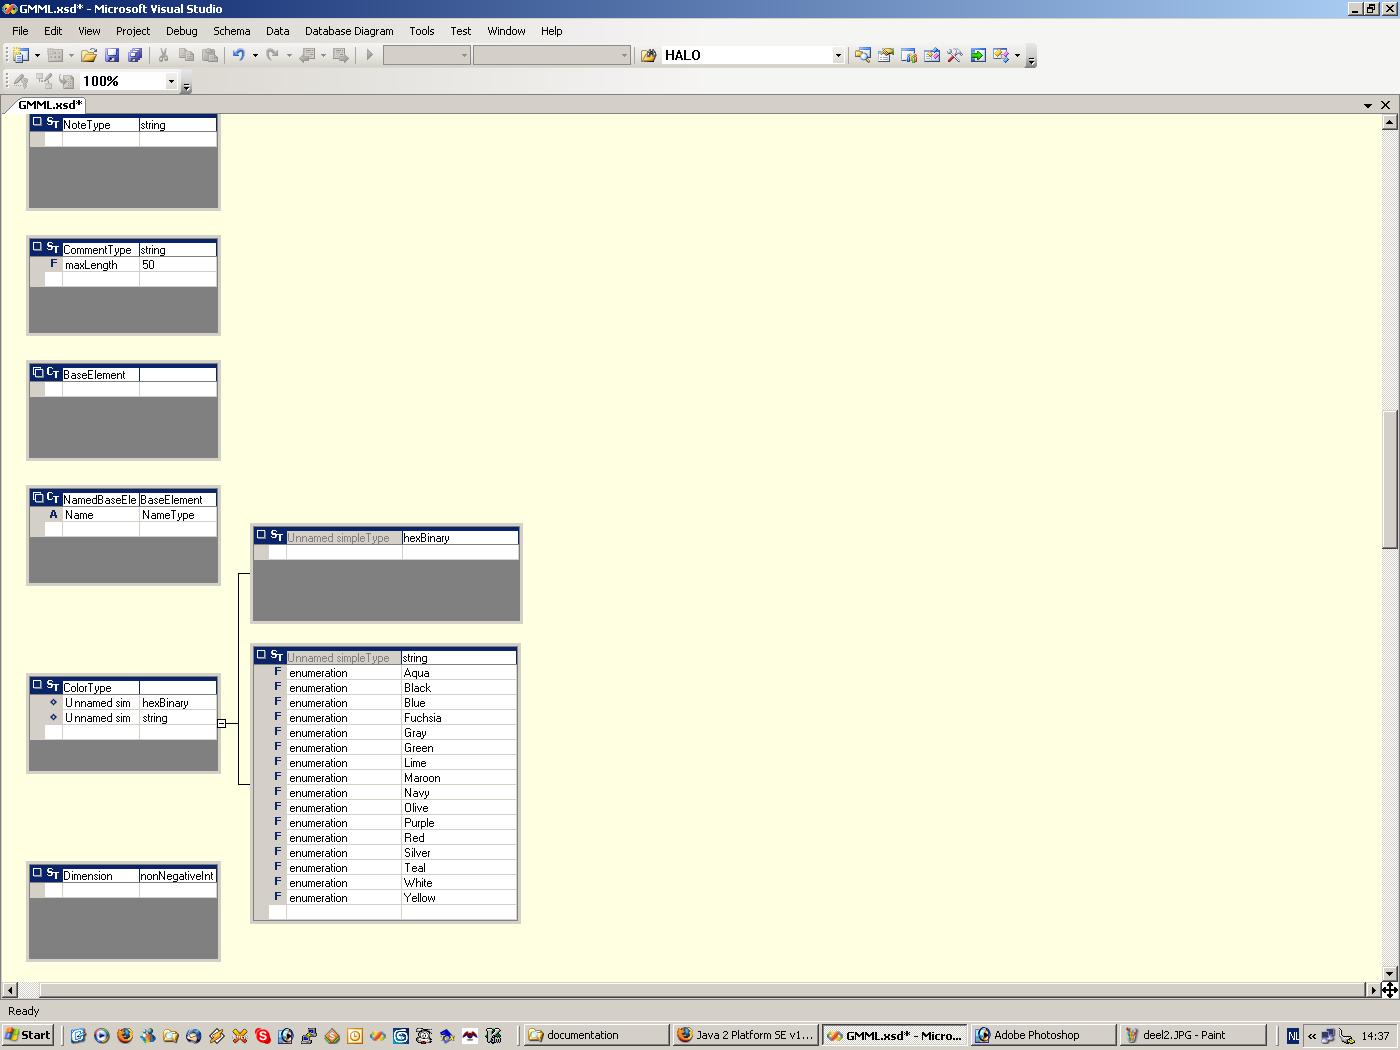 GMML.xsd* - Microsoft Visual Studio
File Edit View Project Debug Schema Data Database Diagram Tools Test Window Help
HALO
100%
GMML.xsd*
ST NoteType string
ST CommentType string
F maxLength 50
CT BaseElement
CT NamedBaseEle BaseElement
A Name NameType
ST Unnamed simpleType hexBinary
ST Unnamed simpleType string
F enumeration Aqua
F enumeration Black
F enumeration Blue
F enumeration Fuchsia
F enumeration Gray
F enumeration Green
F enumeration Lime
F enumeration Maroon
F enumeration Navy
F enumeration Olive
F enumeration Purple
F enumeration Red
F enumeration Silver
F enumeration Teal
F enumeration White
F enumeration Yellow
ST ColorType
Unnamed sim hexBinary
Unnamed sim string
ST Dimension nonNegativeInt
Ready
Start documentation Java 2 Platform SE v1... GMML.xsd* - Micro... Adobe Photoshop deel2.JPG - Paint NL « 14:37